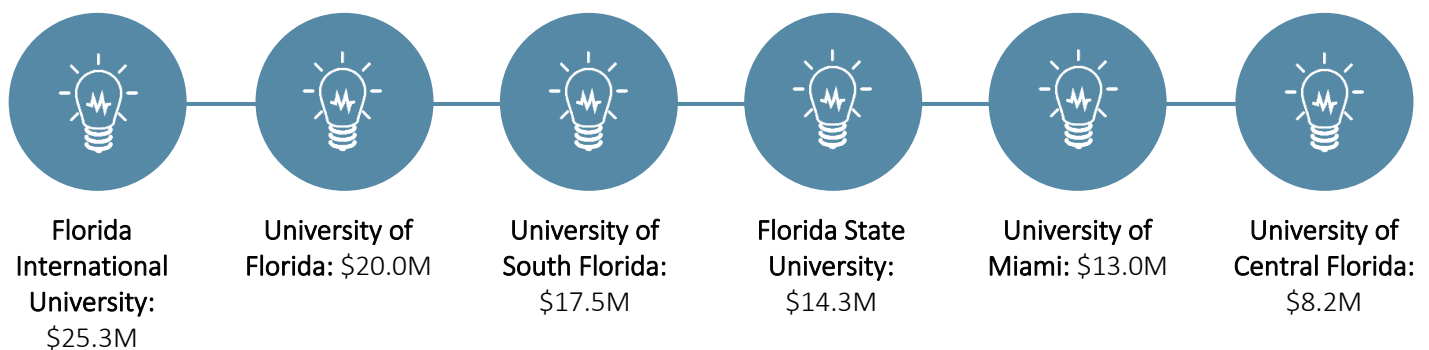 Florida
International
University:
$25.3M
University of
Florida: $20.0M
University of
South Florida:
$17.5M
Florida State
University:
$14.3M
University of
Miami: $13.0M
University of
Central Florida:
$8.2M